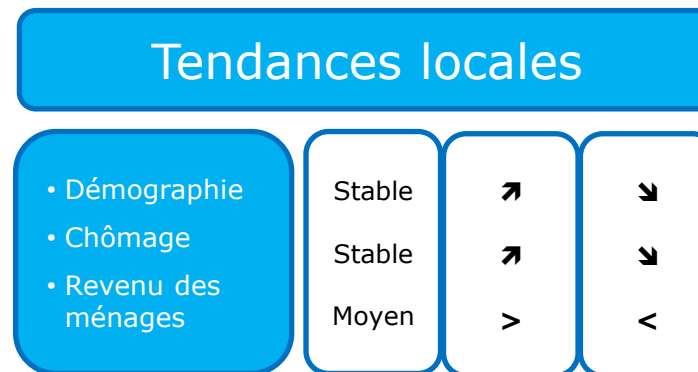 Tendances locales
• Démographie Stable ➔ ➔
• Chômage Stable ➔ ➔
• Revenu des
ménages Moyen > <